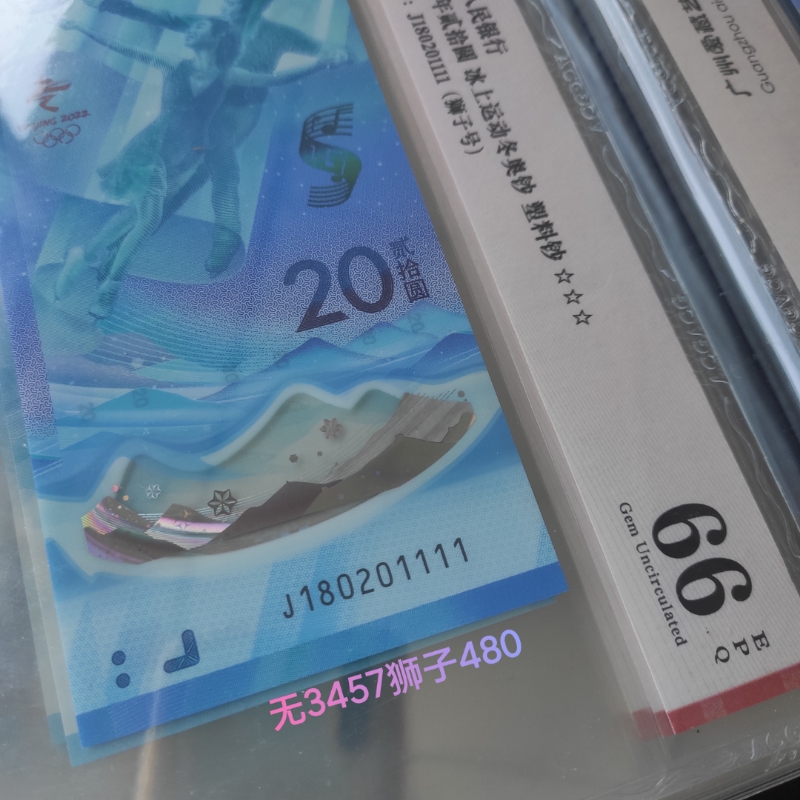 BEIJING 2022
20
贰拾圆
J180201111
无3457狮子480
人民银行
年贰拾圆 冰上运动冬奥钞 塑料钞 ☆☆☆
: J180201111 (狮子号)
66
E
P
Q
Gem Uncirculated